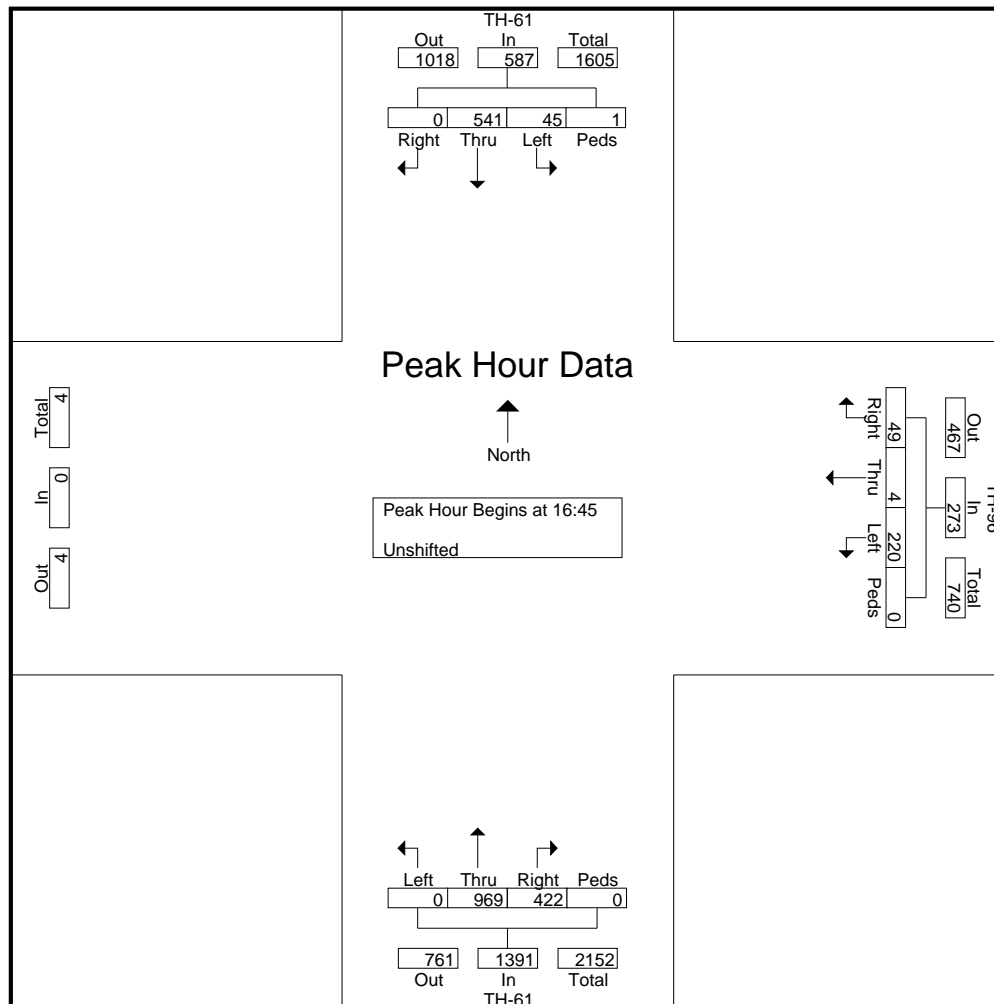 TH-61
Out In Total
1018 587 1605
0 541 45 1
Right Thru Left Peds
Peak Hour Data
North
Peak Hour Begins at 16:45
Unshifted
Total 4
In 0
Out 4
Right 49
Thru 4
Left 220
Peds 0
Out 467
In 273
Total 740
Left Thru Right Peds
0 969 422 0
761 1391 2152
Out In Total
TH-61